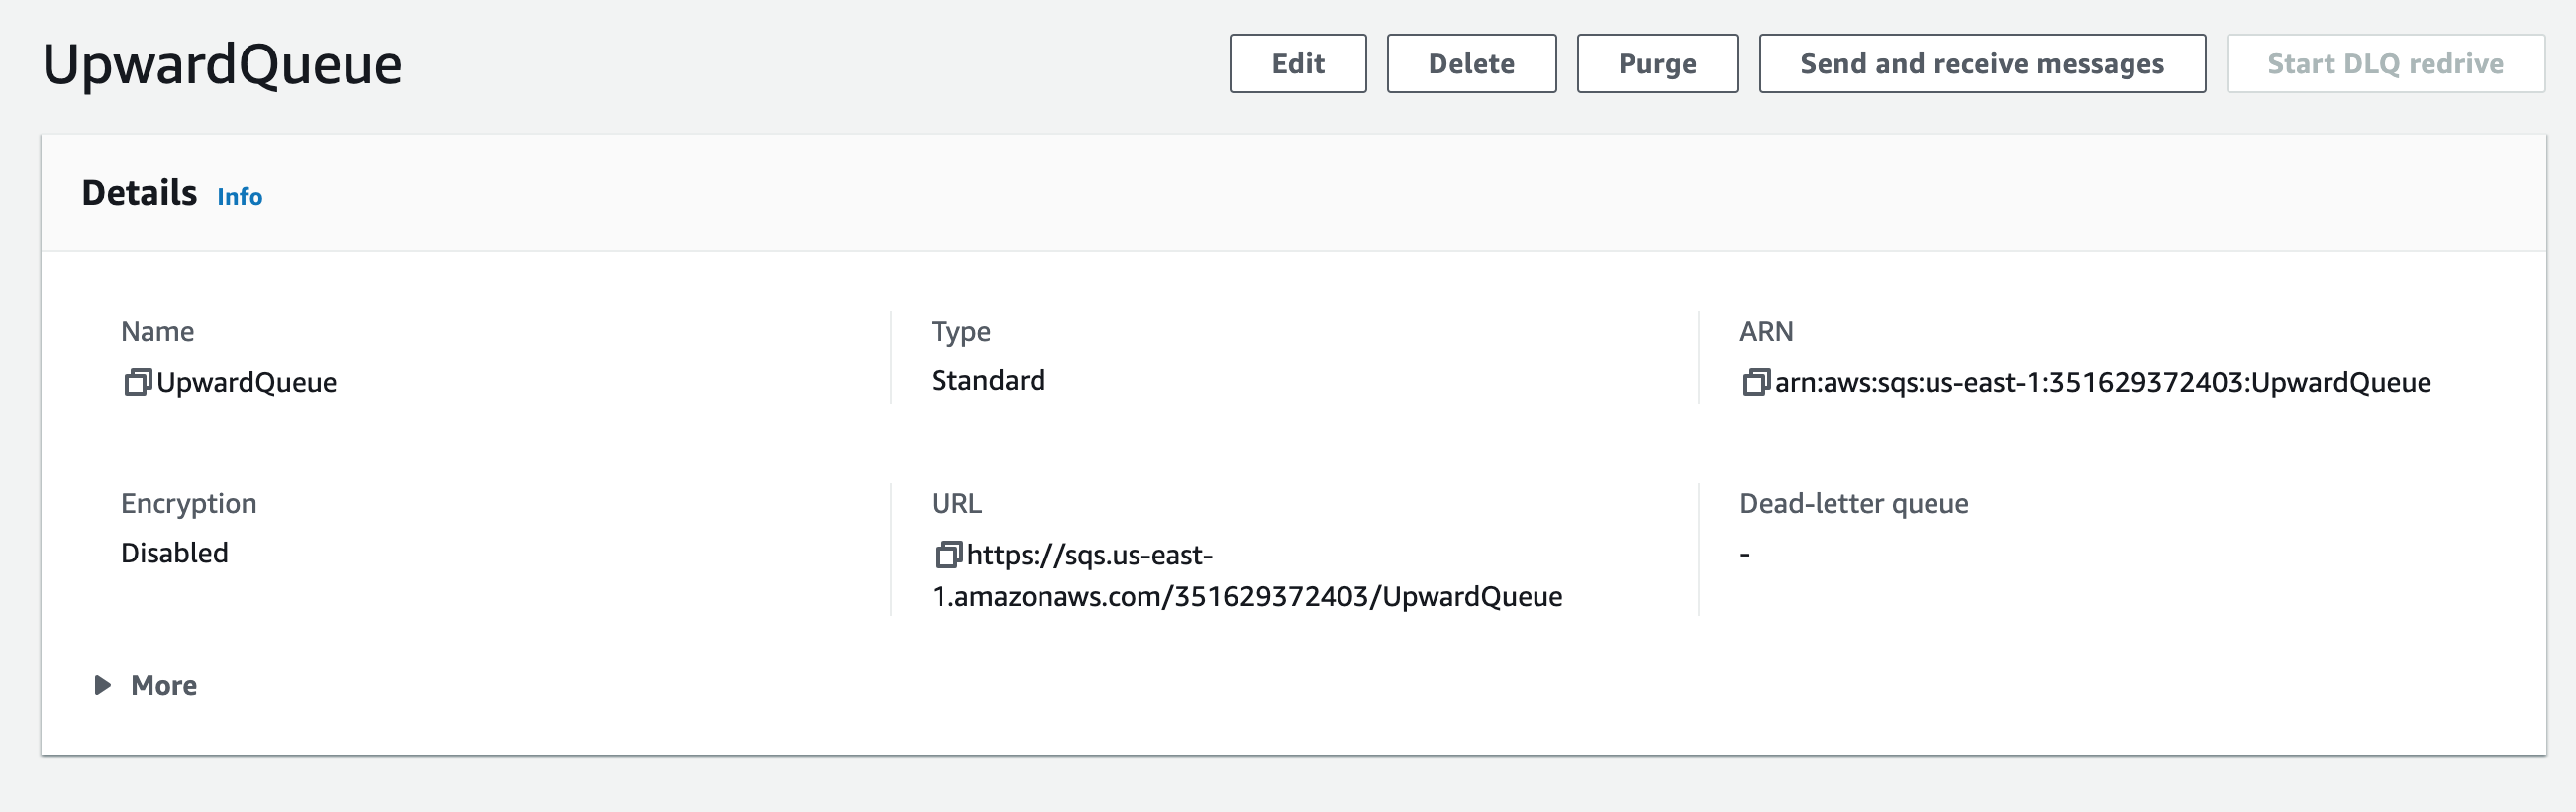 UpwardQueue
Edit
Delete
Purge
Send and receive messages
Start DLQ redrive
Details Info
Name
UpwardQueue
Type
Standard
ARN
arn:aws:sqs:us-east-1:351629372403:UpwardQueue
Encryption
Disabled
URL
https://sqs.us-east-
1.amazonaws.com/351629372403/UpwardQueue
Dead-letter queue
-
More